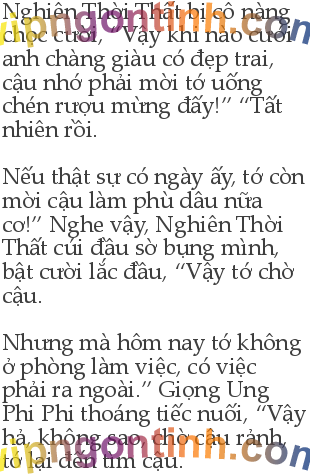 Nghiên Thời Thất bị cô nàng
chọc cười, “Vậy khi nào cưới
anh chàng giàu có đẹp trai,
cậu nhớ phải mời tớ uống
chén rượu mừng đấy!” “Tất
nhiên rồi.
Nếu thật sự có ngày ấy, tớ còn
mời cậu làm phù dâu nữa
cơ!” Nghe vậy, Nghiên Thời
Thất cúi đầu sờ bụng mình,
bật cười lắc đầu, “Vậy tớ chờ
cậu.
Nhưng mà hôm nay tớ không
ở phòng làm việc, có việc
phải ra ngoài.” Giọng Ưng
Phi Phi thoáng tiếc nuối, “Vậy
hả, không sao, chờ cậu rảnh,
tớ lại đến tìm cậu.
vipngontinh.com
vipngontinh.com